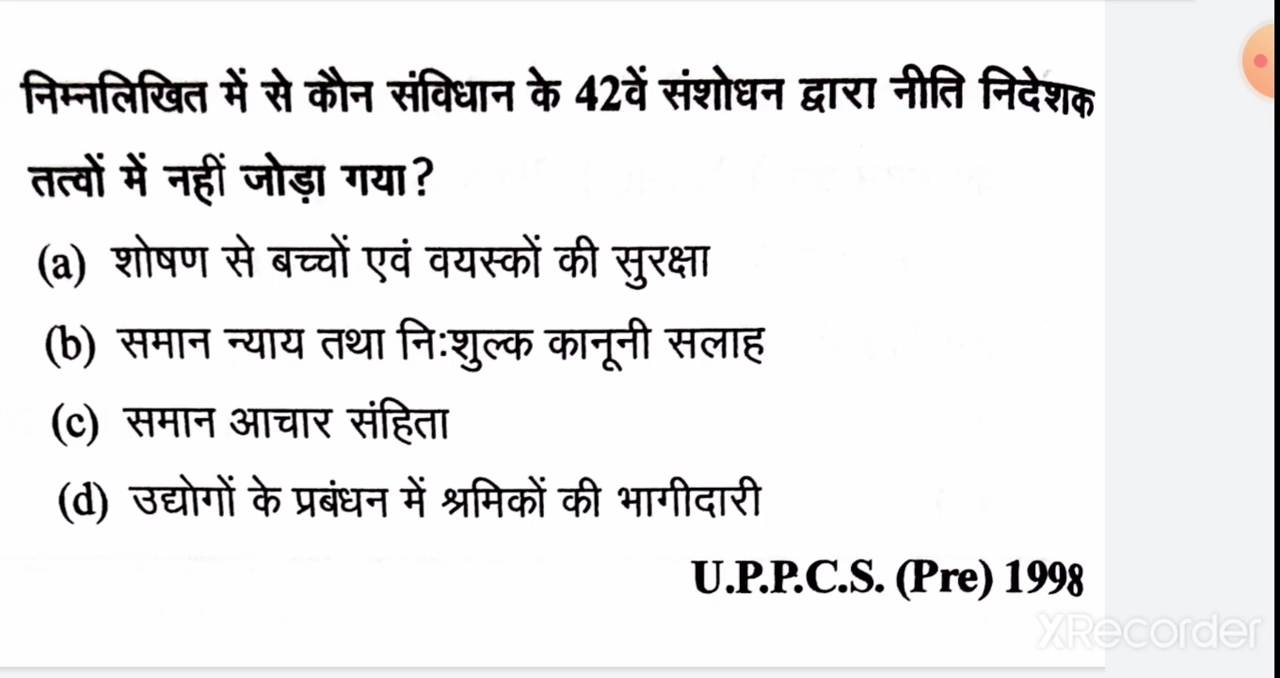 निम्नलिखित में से कौन संविधान के 42वें संशोधन द्वारा नीति निदेशक
तत्वों में नहीं जोड़ा गया?
(a) शोषण से बच्चों एवं वयस्कों की सुरक्षा
(b) समान न्याय तथा नि:शुल्क कानूनी सलाह
(c) समान आचार संहिता
(d) उद्योगों के प्रबंधन में श्रमिकों की भागीदारी
U.P.P.C.S. (Pre) 1998
XRecorder